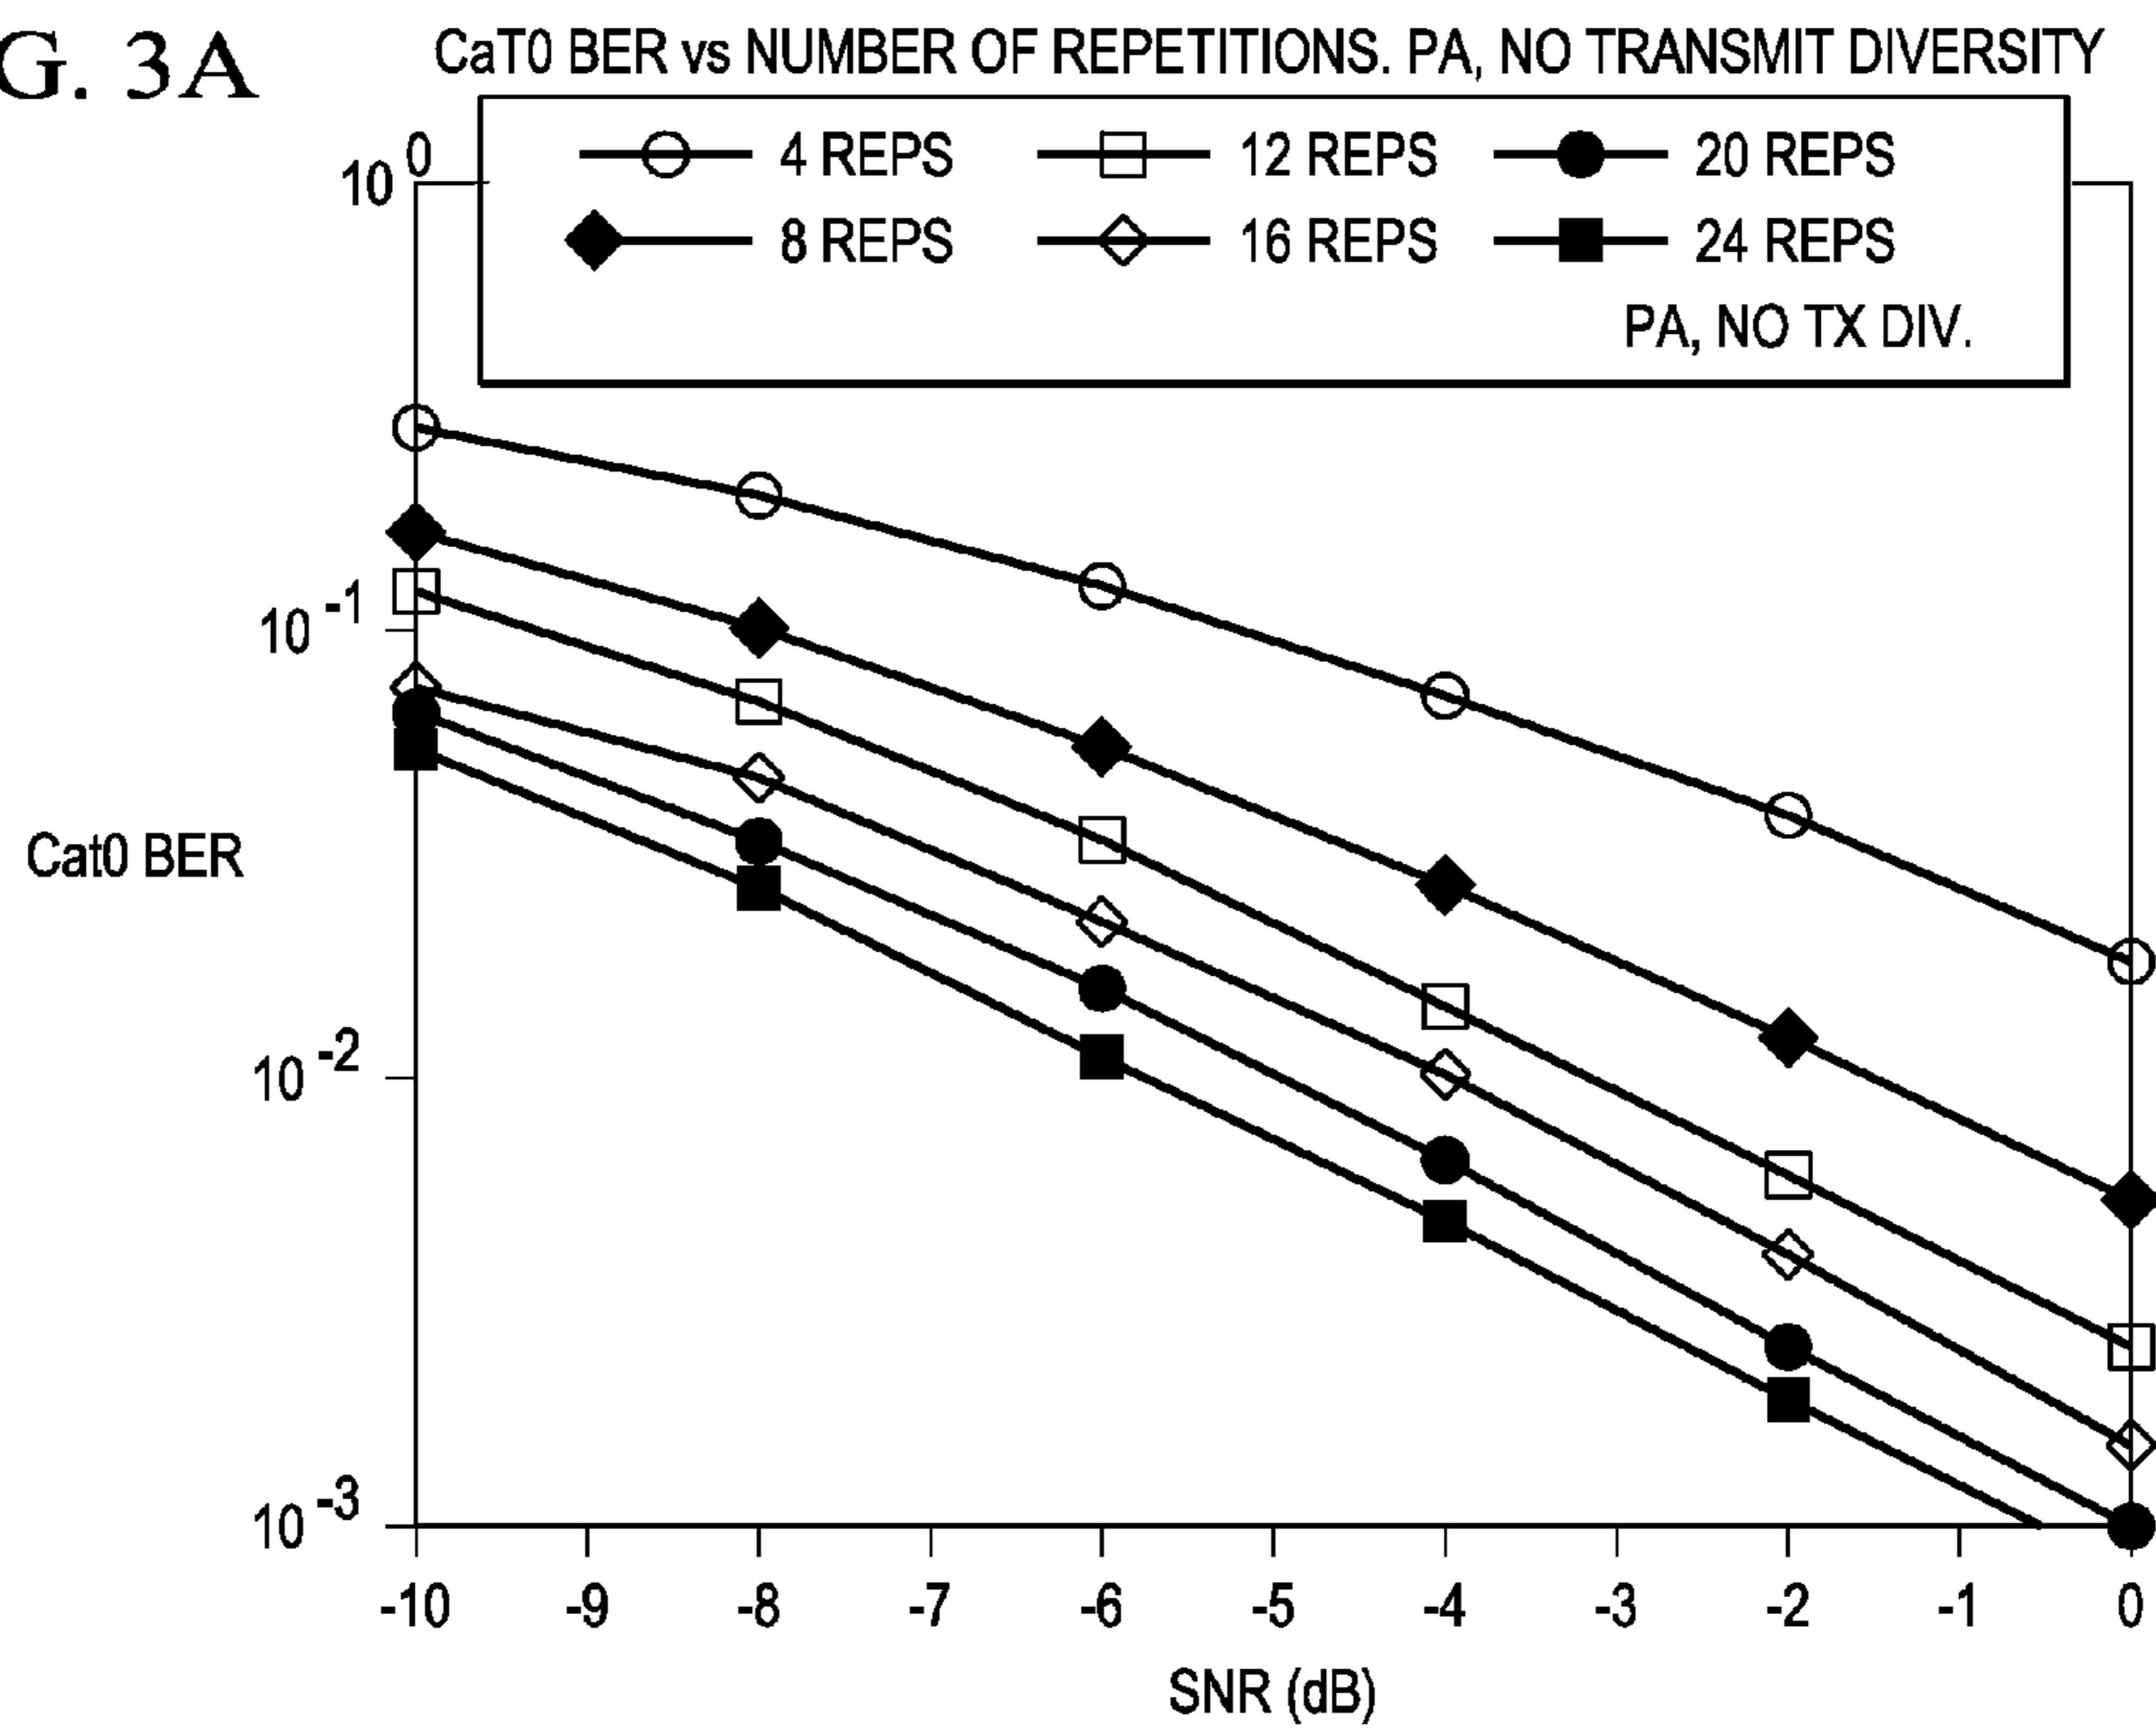 G. 3A
CaT0 BER vs NUMBER OF REPETITIONS. PA, NO TRANSMIT DIVERSITY
4 REPS 12 REPS 20 REPS
8 REPS 16 REPS 24 REPS
PA, NO TX DIV.
10 0
10 -1
Cat0 BER
10 -2
10 -3
-10 -9 -8 -7 -6 -5 -4 -3 -2 -1 0
SNR (dB)